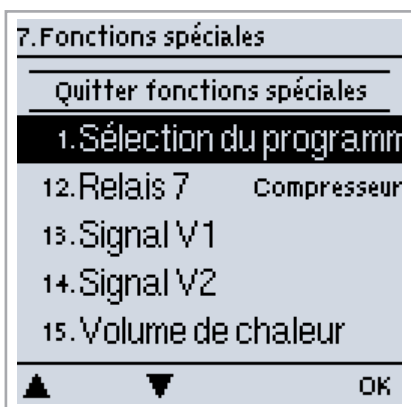 7.Fonctions spéciales
Quitter fonctions spéciales
1.Sélection du programm
12.Relais 7 Compresseur
13.Signal V1
14.Signal V2
15.Volume de chaleur
OK